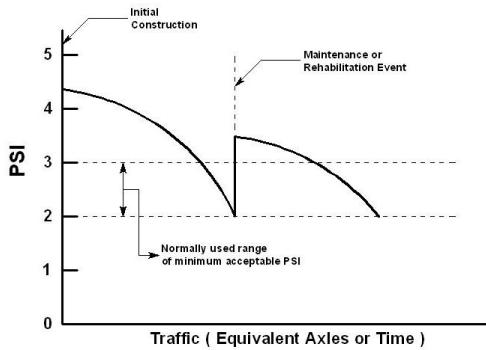 Initial
Construction
Maintenance or
Rehabilitation Event
PSI
5
4
3
2
1
0
Normally used range
of minimum acceptable PSI
Traffic ( Equivalent Axles or Time )